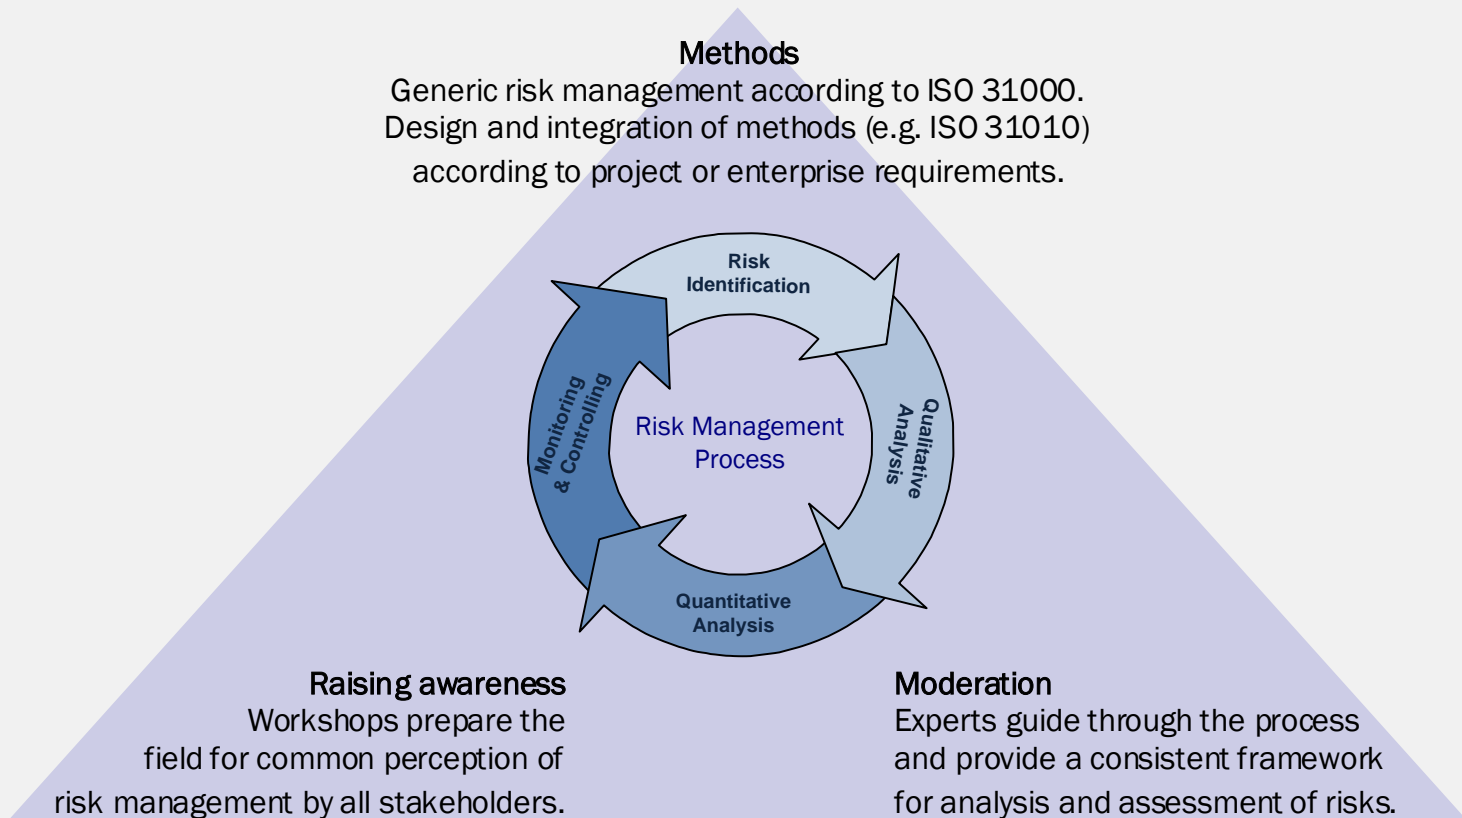 Methods
Generic risk management according to ISO 31000.
Design and integration of methods (e.g. ISO 31010)
according to project or enterprise requirements.
Risk
Identification
Qualitative
Analysis
Quantitative
Analysis
Monitoring
& Controlling
Risk Management
Process
Raising awareness
Workshops prepare the
field for common perception of
risk management by all stakeholders.
Moderation
Experts guide through the process
and provide a consistent framework
for analysis and assessment of risks.